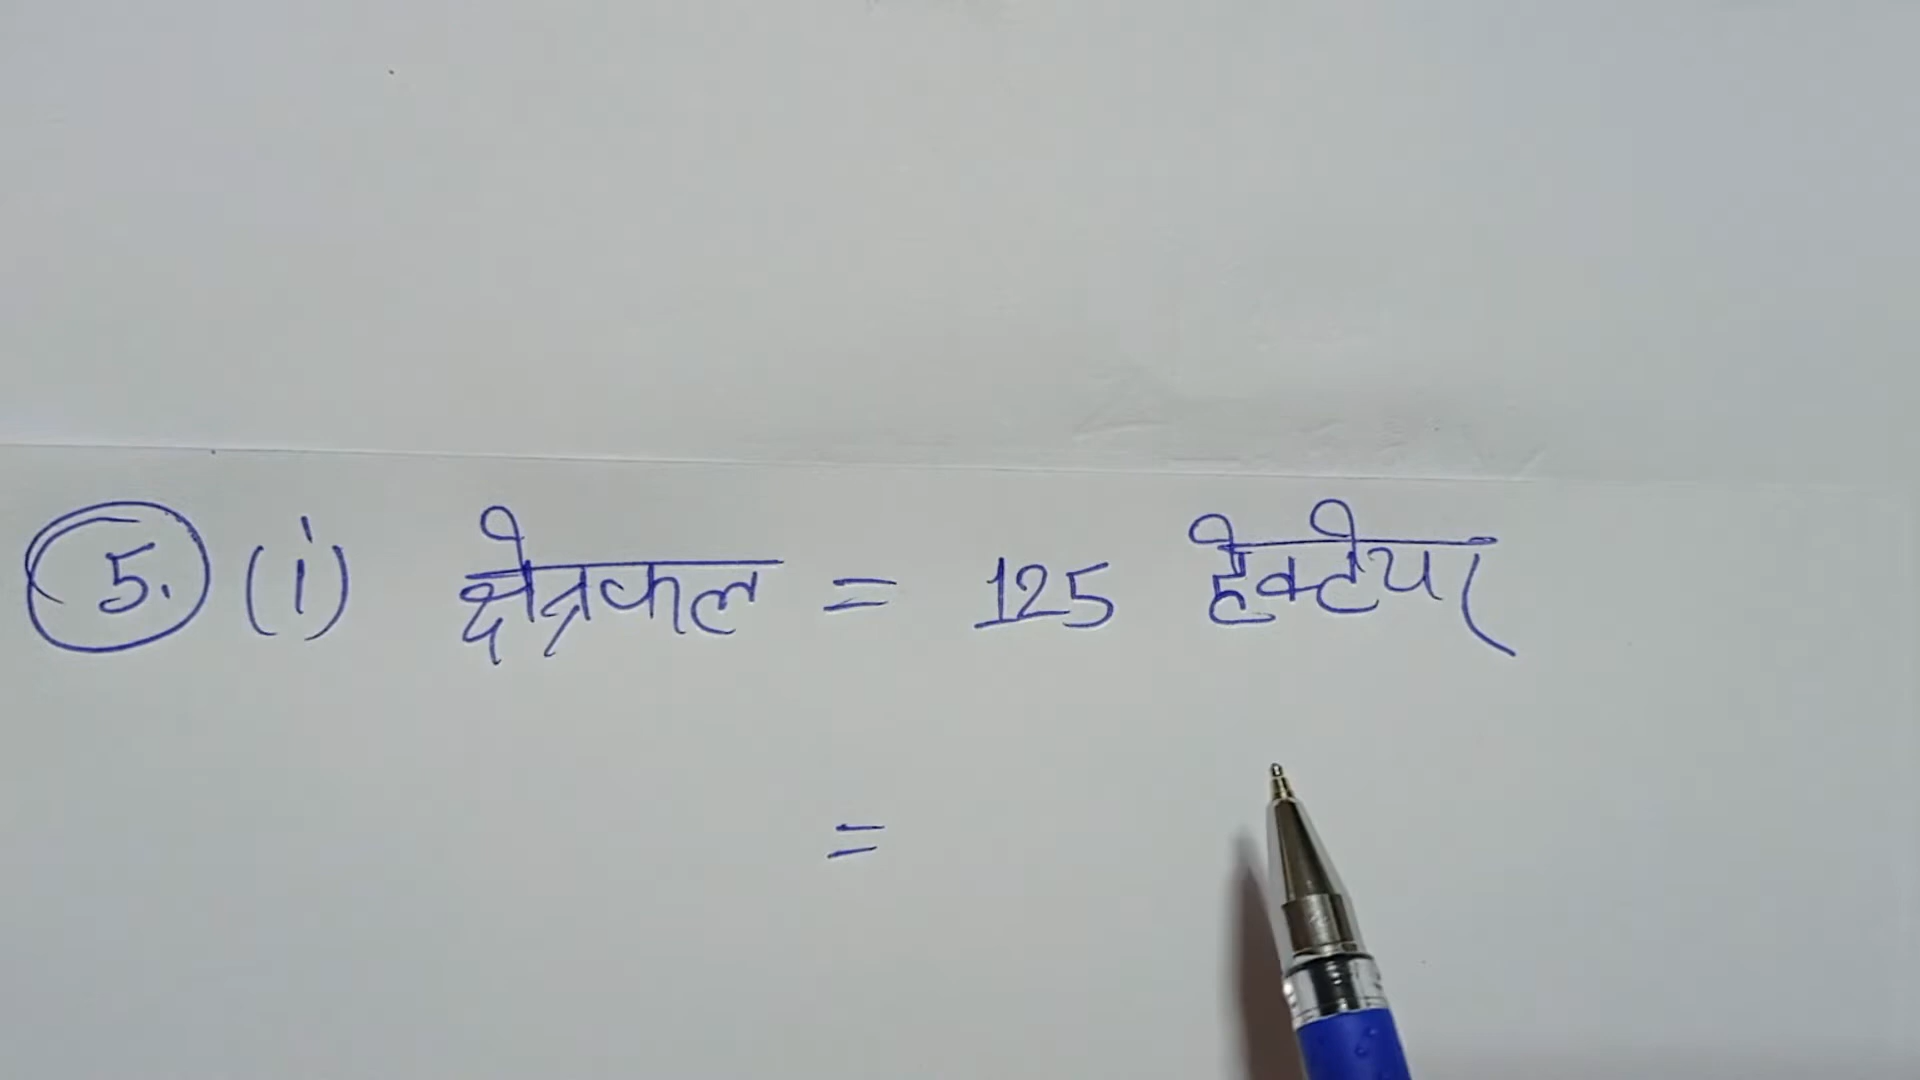 5. (i) क्षेत्रफल = 125 हेक्टेयर
=